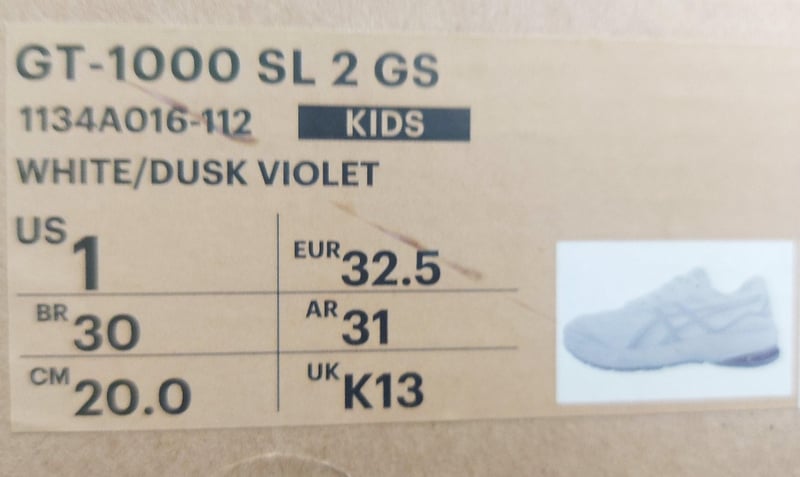 GT-1000 SL 2 GS
1134A016-112 KIDS
WHITE/DUSK VIOLET
US 1 EUR 32.5
BR 30 AR 31
CM 20.0 UK K13